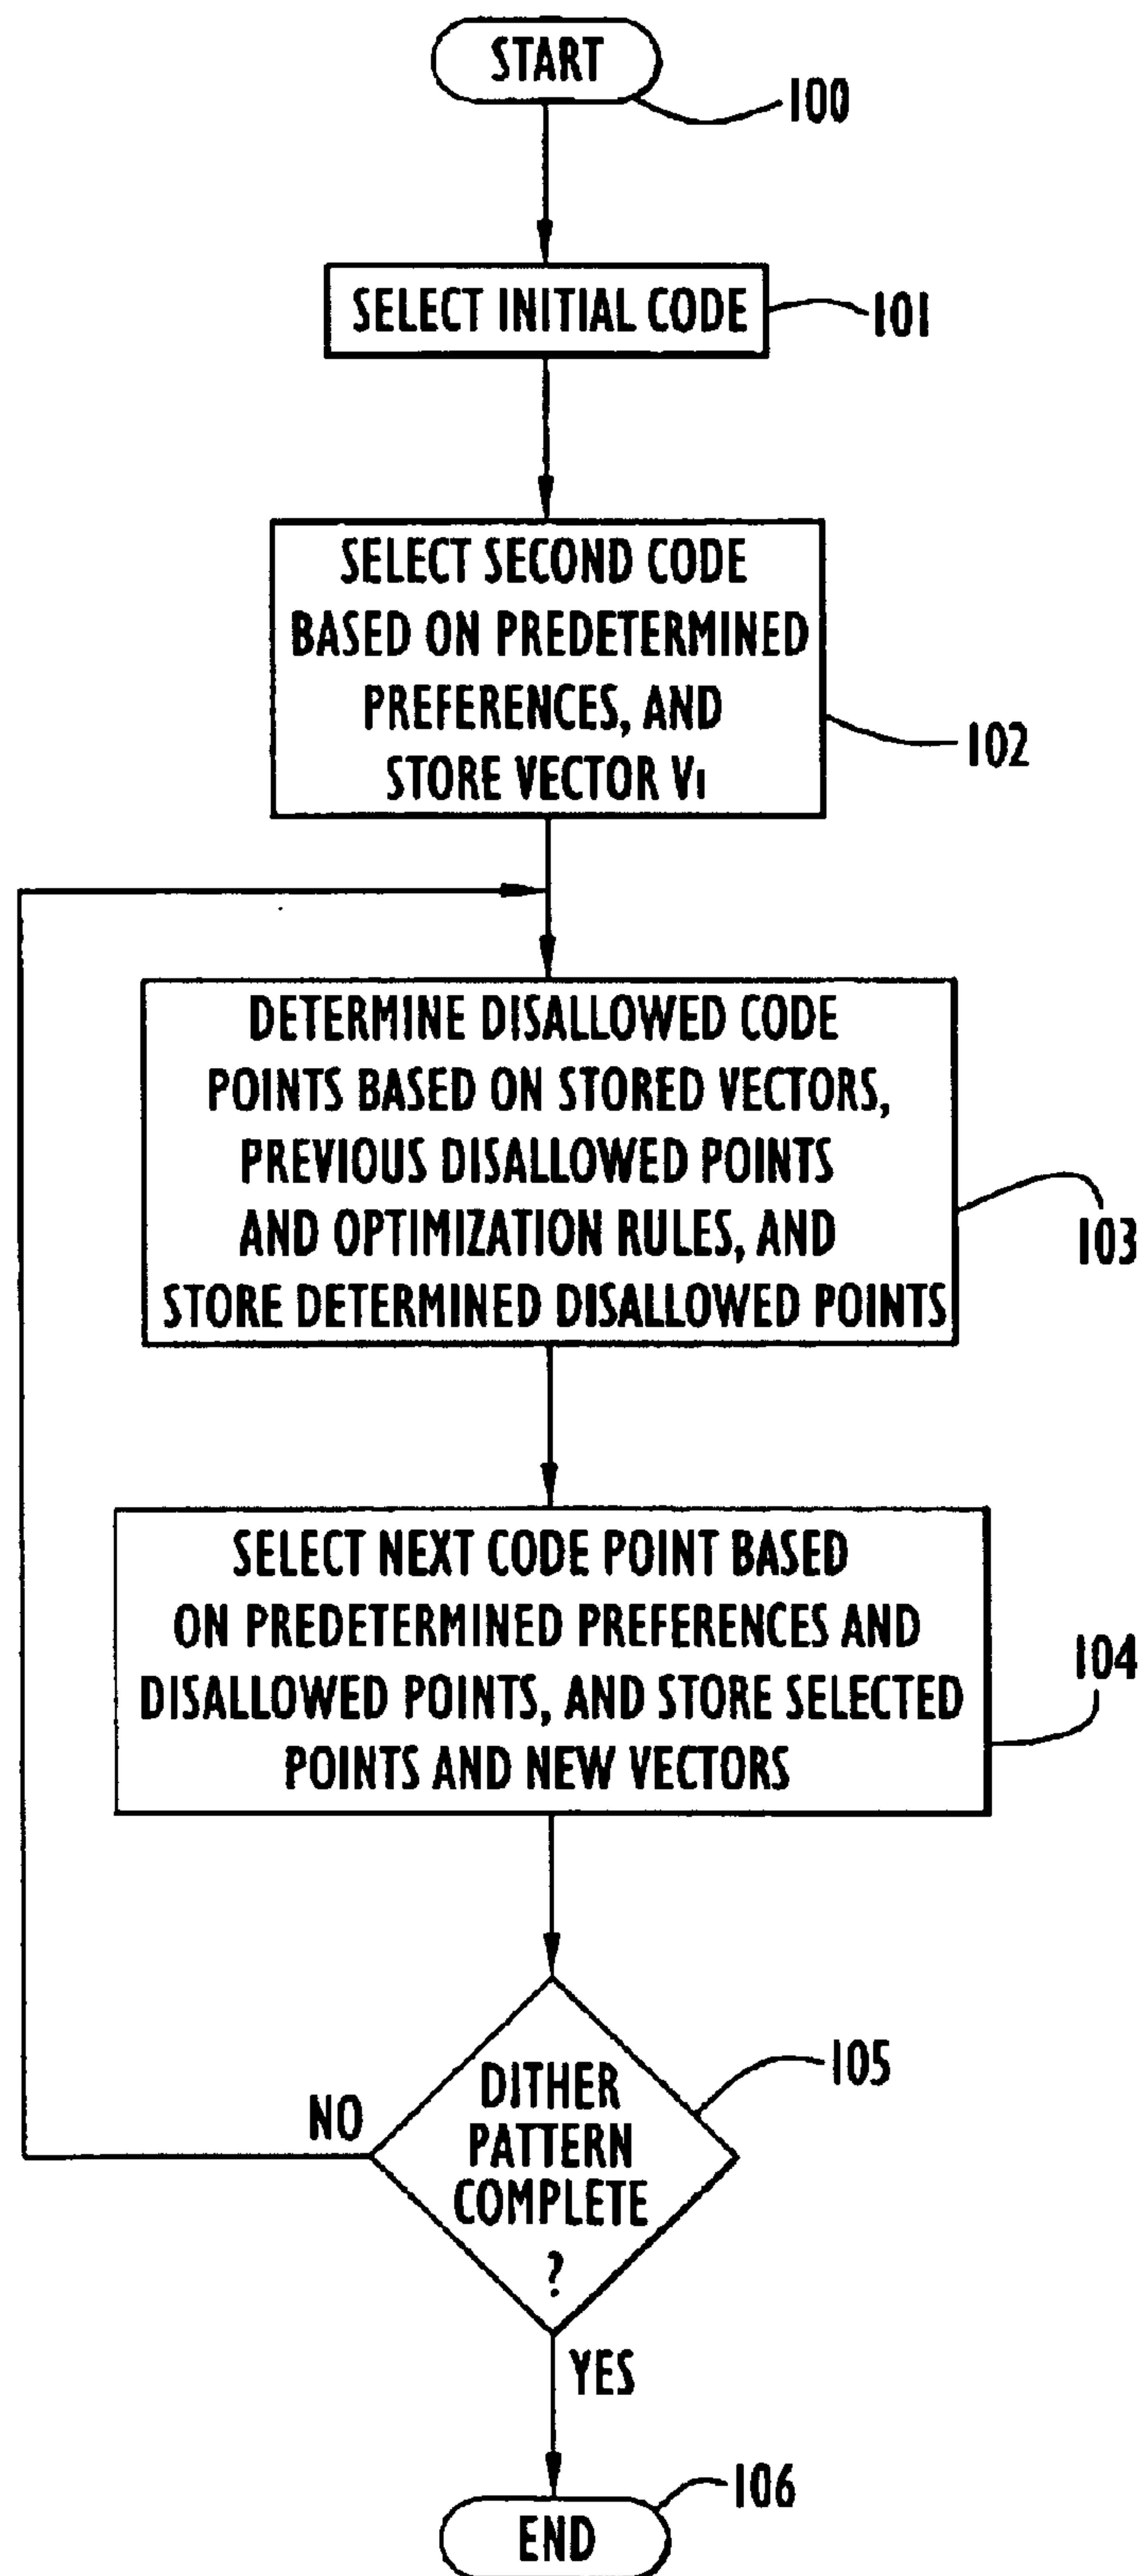 START
100
SELECT INITIAL CODE
101
SELECT SECOND CODE
BASED ON PREDETERMINED
PREFERENCES, AND
STORE VECTOR V1
102
DETERMINE DISALLOWED CODE
POINTS BASED ON STORED VECTORS,
PREVIOUS DISALLOWED POINTS
AND OPTIMIZATION RULES, AND
STORE DETERMINED DISALLOWED POINTS
103
SELECT NEXT CODE POINT BASED
ON PREDETERMINED PREFERENCES AND
DISALLOWED POINTS, AND STORE SELECTED
POINTS AND NEW VECTORS
104
DITHER
PATTERN
COMPLETE
?
105
NO
YES
END
106